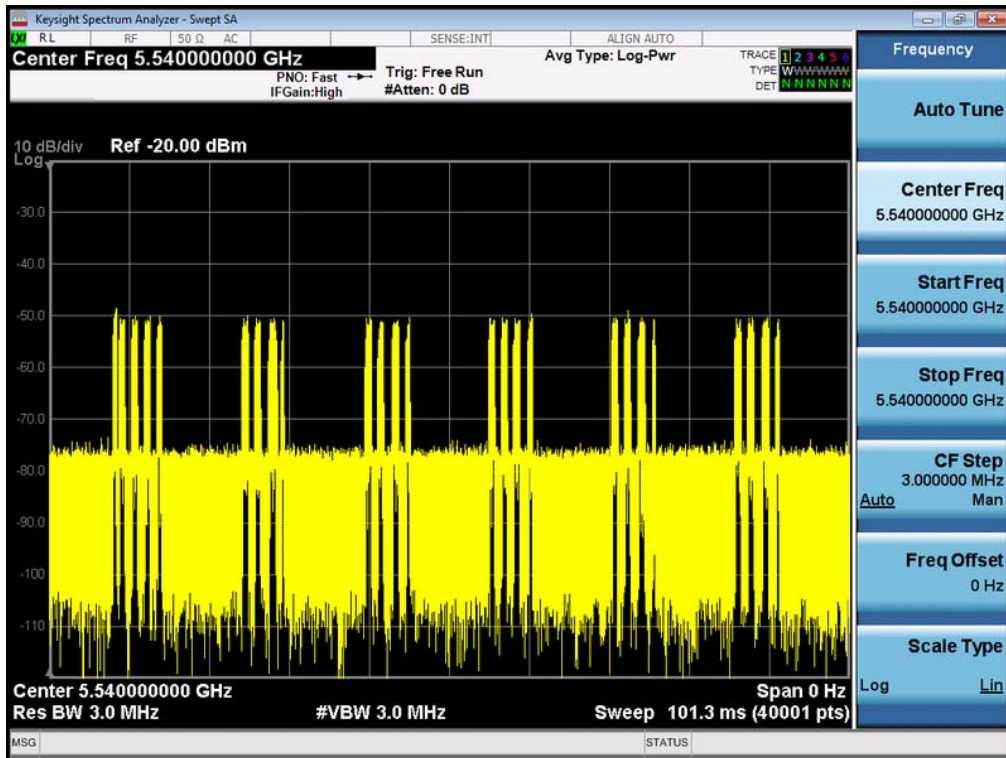 Keysight Spectrum Analyzer - Swept SA
LXI RL RF 50 Ω AC SENSE:INT ALIGN AUTO
Center Freq 5.540000000 GHz
PNO: Fast
IFGain:High
Trig: Free Run
#Atten: 0 dB
Avg Type: Log-Pwr
TRACE 1 2 3 4 5 6
TYPE WWWWWW
DET N N N N N N
10 dB/div Ref -20.00 dBm
Log
-30.0
-40.0
-50.0
-60.0
-70.0
-80.0
-90.0
-100
-110
Center 5.540000000 GHz Span 0 Hz
Res BW 3.0 MHz #VBW 3.0 MHz Sweep 101.3 ms (40001 pts)
MSG STATUS
Frequency
Auto Tune
Center Freq
5.540000000 GHz
Start Freq
5.540000000 GHz
Stop Freq
5.540000000 GHz
CF Step
3.000000 MHz
Auto Man
Freq Offset
0 Hz
Scale Type
Log Lin